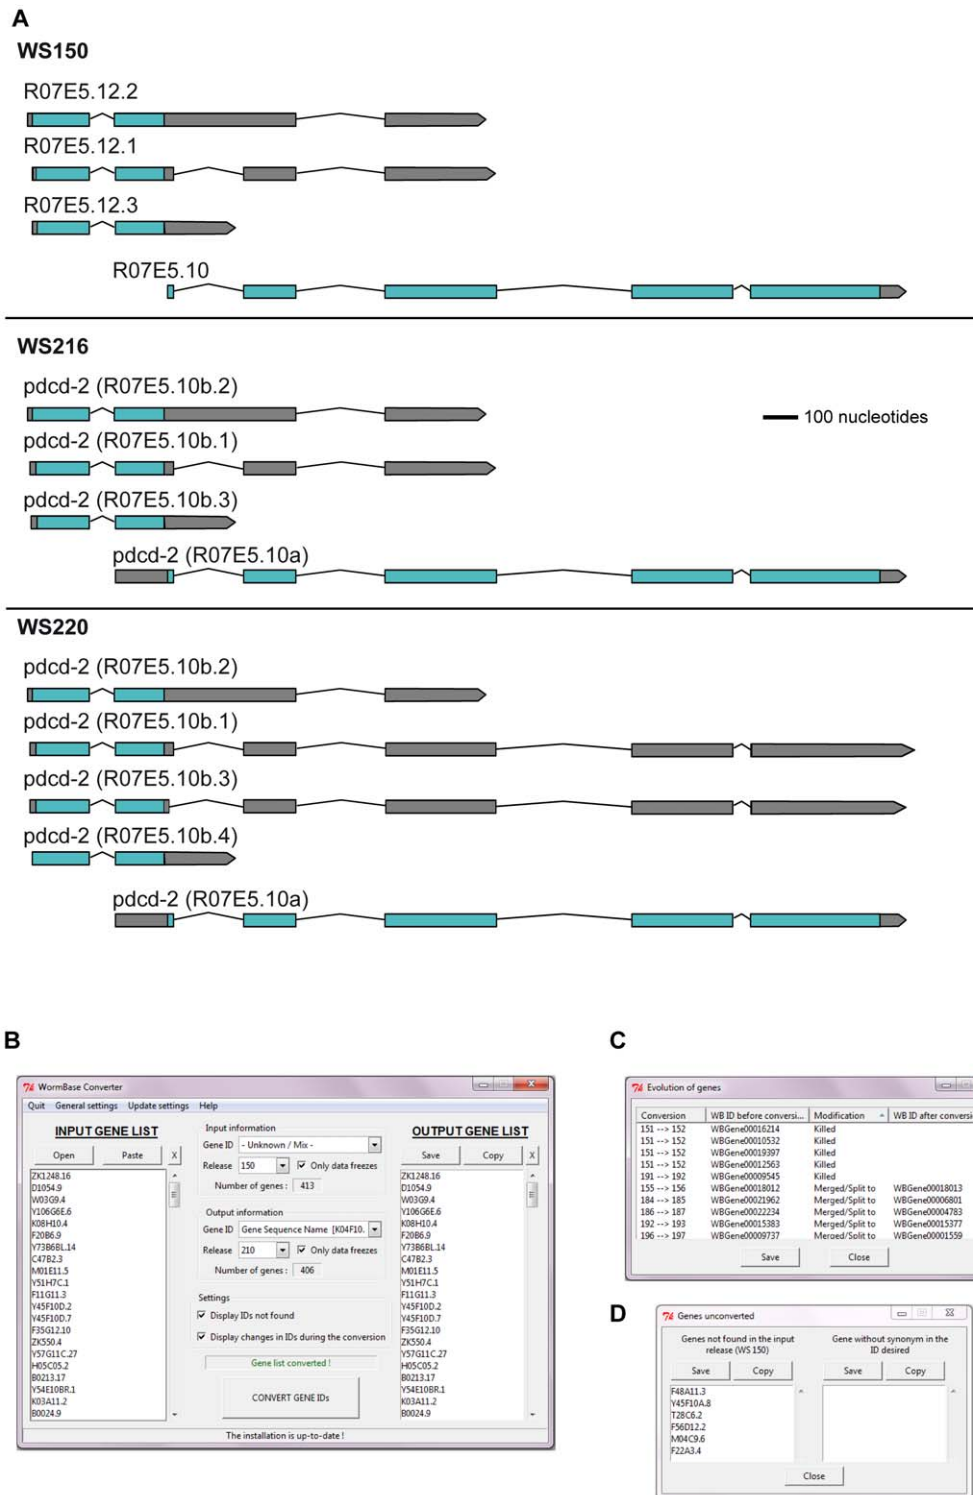 A
WS150
R07E5.12.2
R07E5.12.1
R07E5.12.3
R07E5.10
WS216
pdcd-2 (R07E5.10b.2)
100 nucleotides
pdcd-2 (R07E5.10b.1)
pdcd-2 (R07E5.10b.3)
pdcd-2 (R07E5.10a)
WS220
pdcd-2 (R07E5.10b.2)
pdcd-2 (R07E5.10b.1)
pdcd-2 (R07E5.10b.3)
pdcd-2 (R07E5.10b.4)
pdcd-2 (R07E5.10a)
B
WormBase Converter
Quit General settings Update settings Help
INPUT GENE LIST
Open Paste X
ZK1248.16
D1054.9
W03G9.4
Y106G6E.6
K08H10.4
F20B6.9
Y73B6BL.14
C47B2.3
M01E11.5
Y51H7C.1
F11G11.3
Y45F10D.2
Y45F10D.7
F35G12.10
ZK550.4
Y57G11C.27
H05C05.2
B0213.17
Y54E10BR.1
K03A11.2
B0024.9
Input information
Gene ID - Unknown / Mix -
Release 150 Only data freezes
Number of genes : 413
Output information
Gene ID Gene Sequence Name [K04F10.
Release 210 Only data freezes
Number of genes : 406
Settings
Display IDs not found
Display changes in IDs during the conversion
Gene list converted !
CONVERT GENE IDs
OUTPUT GENE LIST
Save Copy X
ZK1248.16
D1054.9
W03G9.4
Y106G6E.6
K08H10.4
F20B6.9
Y73B6BL.14
C47B2.3
M01E11.5
Y51H7C.1
F11G11.3
Y45F10D.2
Y45F10D.7
F35G12.10
ZK550.4
Y57G11C.27
H05C05.2
B0213.17
Y54E10BR.1
K03A11.2
B0024.9
The installation is up-to-date !
C
Evolution of genes
Conversion WB ID before conversi... Modification WB ID after conversi
151 --> 152 WBGene00016214 Killed
151 --> 152 WBGene00010532 Killed
151 --> 152 WBGene00019397 Killed
151 --> 152 WBGene00012563 Killed
191 --> 192 WBGene00009545 Killed
155 --> 156 WBGene00018012 Merged/Split to WBGene00018013
184 --> 185 WBGene00021962 Merged/Split to WBGene00006801
186 --> 187 WBGene00022234 Merged/Split to WBGene00004783
192 --> 193 WBGene00015383 Merged/Split to WBGene00015377
196 --> 197 WBGene00009737 Merged/Split to WBGene00001559
Save Close
D
Genes unconverted
Genes not found in the input
release (WS 150)
Save Copy
F48A11.3
Y45F10A.8
T28C6.2
F56D12.2
M04C9.6
F22A3.4
Gene without synonym in the
ID desired
Save Copy
Close